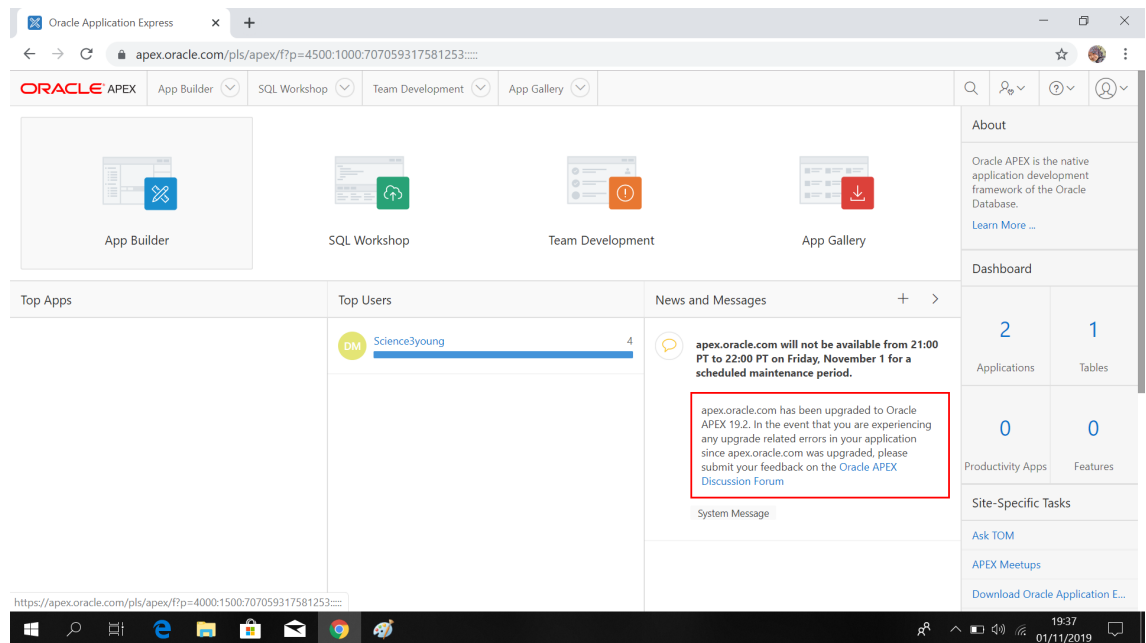 Oracle Application Express
apex.oracle.com/pls/apex/f?p=4500:1000:707059317581253:::::
ORACLE APEX App Builder SQL Workshop Team Development App Gallery
App Builder
SQL Workshop
Team Development
App Gallery
Top Apps
Top Users
DM Science3young 4
News and Messages
apex.oracle.com will not be available from 21:00
PT to 22:00 PT on Friday, November 1 for a
scheduled maintenance period.
apex.oracle.com has been upgraded to Oracle
APEX 19.2. In the event that you are experiencing
any upgrade related errors in your application
since apex.oracle.com was upgraded, please
submit your feedback on the Oracle APEX
Discussion Forum
System Message
About
Oracle APEX is the native
application development
framework of the Oracle
Database.
Learn More ...
Dashboard
2 1
Applications Tables
0 0
Productivity Apps Features
Site-Specific Tasks
Ask TOM
APEX Meetups
Download Oracle Application E...
https://apex.oracle.com/pls/apex/f?p=4000:1500:707059317581253:::::
19:37
01/11/2019